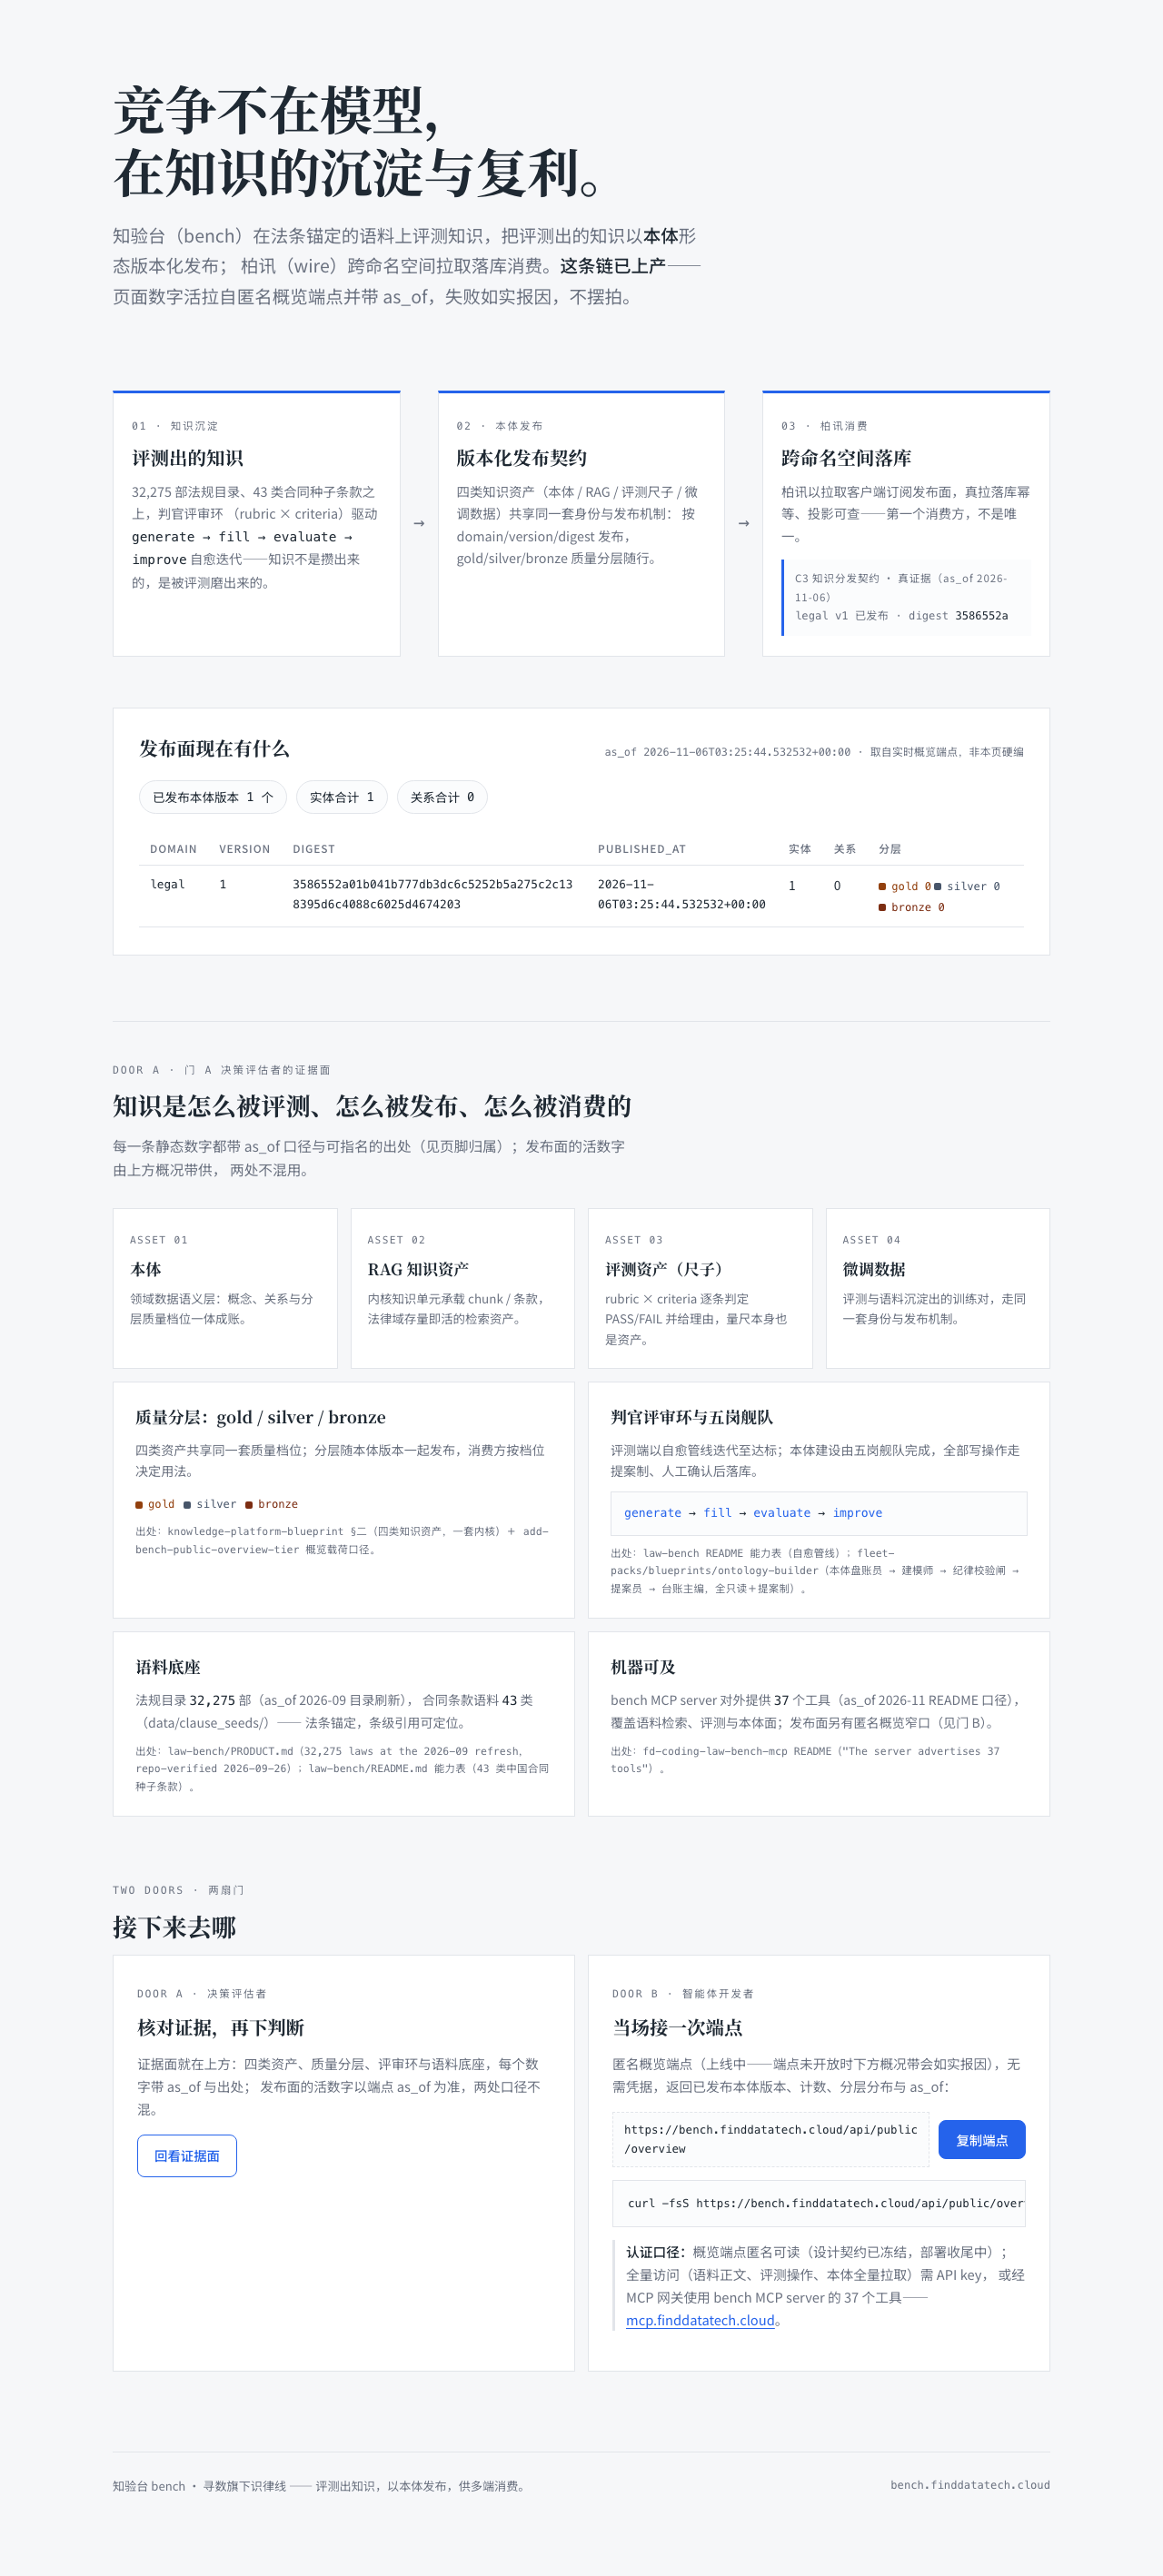 竞争不在模型，
在知识的沉淀与复利。
知验台（bench）在法条锚定的语料上评测知识，把评测出的知识以本体形
态版本化发布； 柏讯（wire）跨命名空间拉取落库消费。这条链已上产——
页面数字活拉自匿名概览端点并带 as_of，失败如实报因，不摆拍。
01 · 知识沉淀
评测出的知识
32,275 部法规目录、43 类合同种子条款之
上，判官评审环 （rubric × criteria）驱动
generate → fill → evaluate →
improve 自愈迭代——知识不是攒出来
的，是被评测磨出来的。
→
02 · 本体发布
版本化发布契约
四类知识资产（本体 / RAG / 评测尺子 / 微
调数据）共享同一套身份与发布机制： 按
domain/version/digest 发布，
gold/silver/bronze 质量分层随行。
→
03 · 柏讯消费
跨命名空间落库
柏讯以拉取客户端订阅发布面，真拉落库幂
等、投影可查——第一个消费方，不是唯
一。
C3 知识分发契约 · 真证据（as_of 2026-
11-06）
legal v1 已发布 · digest 3586552a
发布面现在有什么
as_of 2026-11-06T03:25:44.532532+00:00 · 取自实时概览端点，非本页硬编
已发布本体版本 1 个
实体合计 1
关系合计 0
DOMAIN VERSION DIGEST PUBLISHED_AT 实体 关系 分层
legal 1 3586552a01b041b777db3dc6c5252b5a275c2c13 2026-11- 1 0 gold 0 silver 0
8395d6c4088c6025d4674203 06T03:25:44.532532+00:00 bronze 0
DOOR A · 门 A 决策评估者的证据面
知识是怎么被评测、怎么被发布、怎么被消费的
每一条静态数字都带 as_of 口径与可指名的出处（见页脚归属）；发布面的活数字
由上方概况带供， 两处不混用。
ASSET 01
本体
领域数据语义层：概念、关系与分
层质量档位一体成账。
ASSET 02
RAG 知识资产
内核知识单元承载 chunk / 条款，
法律域存量即活的检索资产。
ASSET 03
评测资产（尺子）
rubric × criteria 逐条判定
PASS/FAIL 并给理由，量尺本身也
是资产。
ASSET 04
微调数据
评测与语料沉淀出的训练对，走同
一套身份与发布机制。
质量分层：gold / silver / bronze
四类资产共享同一套质量档位；分层随本体版本一起发布，消费方按档位
决定用法。
gold silver bronze
出处：knowledge-platform-blueprint §二（四类知识资产，一套内核）＋ add-
bench-public-overview-tier 概览载荷口径。
判官评审环与五岗舰队
评测端以自愈管线迭代至达标；本体建设由五岗舰队完成，全部写操作走
提案制、人工确认后落库。
generate → fill → evaluate → improve
出处：law-bench README 能力表（自愈管线）；fleet-
packs/blueprints/ontology-builder（本体盘账员 → 建模师 → 纪律校验闸 →
提案员 → 台账主编，全只读＋提案制）。
语料底座
法规目录 32,275 部（as_of 2026-09 目录刷新）， 合同条款语料 43 类
（data/clause_seeds/）—— 法条锚定，条级引用可定位。
出处：law-bench/PRODUCT.md（32,275 laws at the 2026-09 refresh，
repo-verified 2026-09-26）；law-bench/README.md 能力表（43 类中国合同
种子条款）。
机器可及
bench MCP server 对外提供 37 个工具（as_of 2026-11 README 口径），
覆盖语料检索、评测与本体面；发布面另有匿名概览窄口（见门 B）。
出处：fd-coding-law-bench-mcp README（"The server advertises 37
tools"）。
TWO DOORS · 两扇门
接下来去哪
DOOR A · 决策评估者
核对证据，再下判断
证据面就在上方：四类资产、质量分层、评审环与语料底座，每个数
字带 as_of 与出处； 发布面的活数字以端点 as_of 为准，两处口径不
混。
回看证据面
DOOR B · 智能体开发者
当场接一次端点
匿名概览端点（上线中——端点未开放时下方概况带会如实报因），无
需凭据，返回已发布本体版本、计数、分层分布与 as_of：
https://bench.finddatatech.cloud/api/public
/overview
复制端点
curl -fsS https://bench.finddatatech.cloud/api/public/over
认证口径：概览端点匿名可读（设计契约已冻结，部署收尾中）；
全量访问（语料正文、评测操作、本体全量拉取）需 API key， 或经
MCP 网关使用 bench MCP server 的 37 个工具——
mcp.finddatatech.cloud。
知验台 bench · 寻数旗下识律线 —— 评测出知识，以本体发布，供多端消费。
bench.finddatatech.cloud